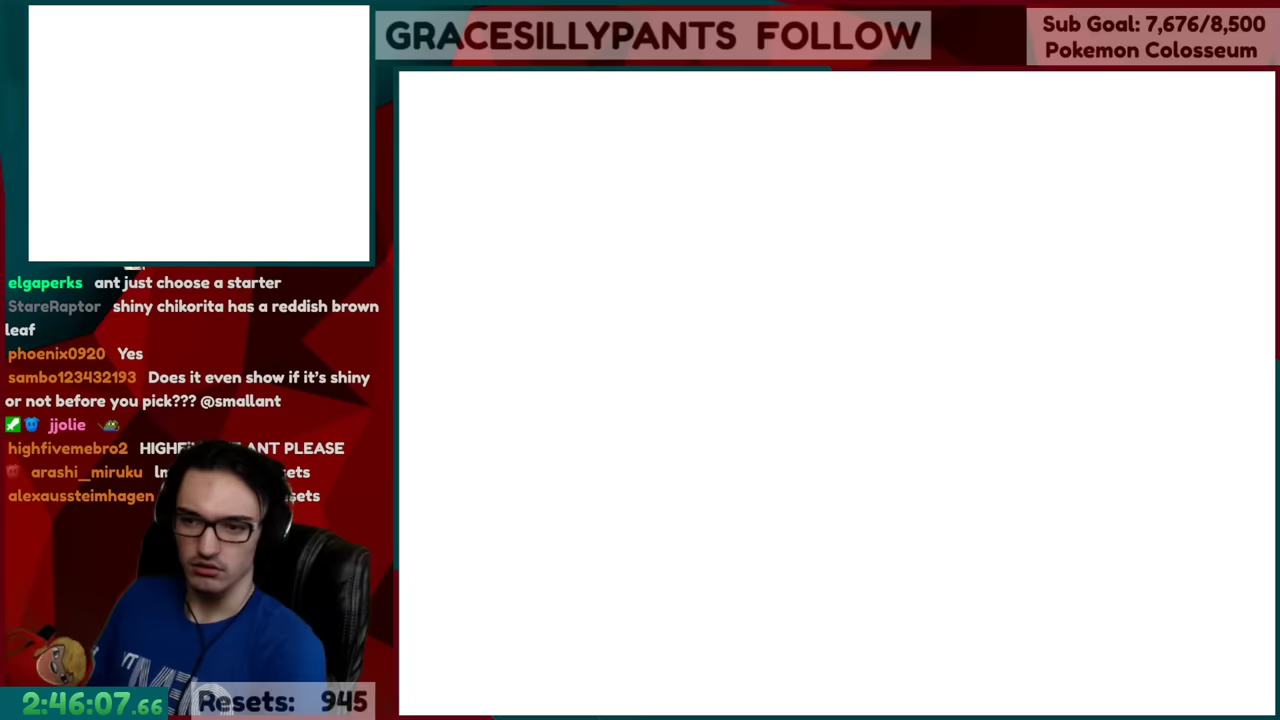 GRACESILLYPANTS FOLLOW
Sub Goal: 7,676/8,500
Pokemon Colosseum
elgaperks ant just choose a starter
StareRaptor shiny chikorita has a reddish brown
leaf
phoenix0920 Yes
sambo123432193 Does it even show if it's shiny
or not before you pick??? @smallant
jjolie
highfivemebro2 ANT PLEASE
arashi_miruku
alexaussteimhagen
2:46:07.66
Resets: 945